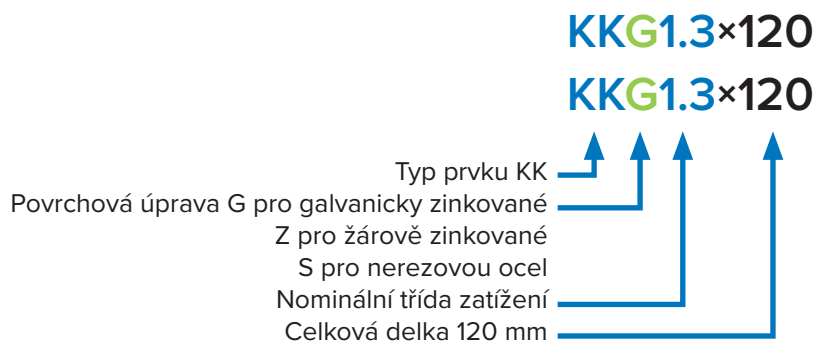 KKG1.3×120
KKG1.3×120
Typ prvku KK
Povrchová úprava G pro galvanicky zinkované
Z pro žárově zinkované
S pro nerezovou ocel
Nominální třída zatížení
Celková delka 120 mm